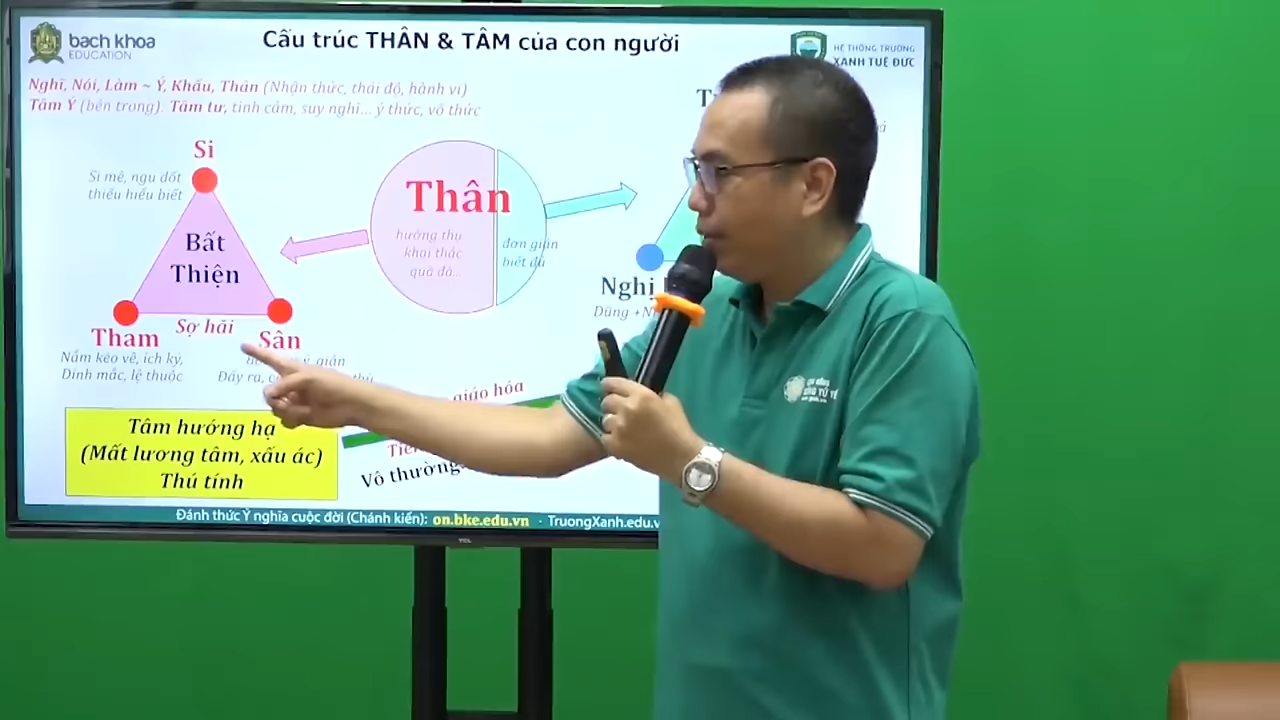 bach khoa
EDUCATION
Cấu trúc THÂN & TÂM của con người
HỆ THỐNG TRƯỜNG
XANH TUỆ ĐỨC
Nghĩ, Nói, Làm ~ Ý, Khẩu, Thân (Nhận thức, thái độ, hành vi)
Tâm Ý (bên trong). Tâm tư, tình cảm, suy nghĩ... ý thức, vô thức
Si
Si mê, ngu dốt
thiếu hiểu biết
Bất
Thiện
Tham
Sợ hãi
Sân
Nắm kéo về, ích kỷ,
Dính mắc, lệ thuộc
giận
Đẩy ra,
Thân
hưởng thụ
khai thác
quá đà...
đơn giản
biết đủ
Nghị
Dũng
giáo hóa
Vô thường
Tâm hướng hạ
(Mất lương tâm, xấu ác)
Thú tính
Đánh thức Ý nghĩa cuộc đời (Chánh kiến): on.bke.edu.vn · TruongXanh.edu.v
TCL